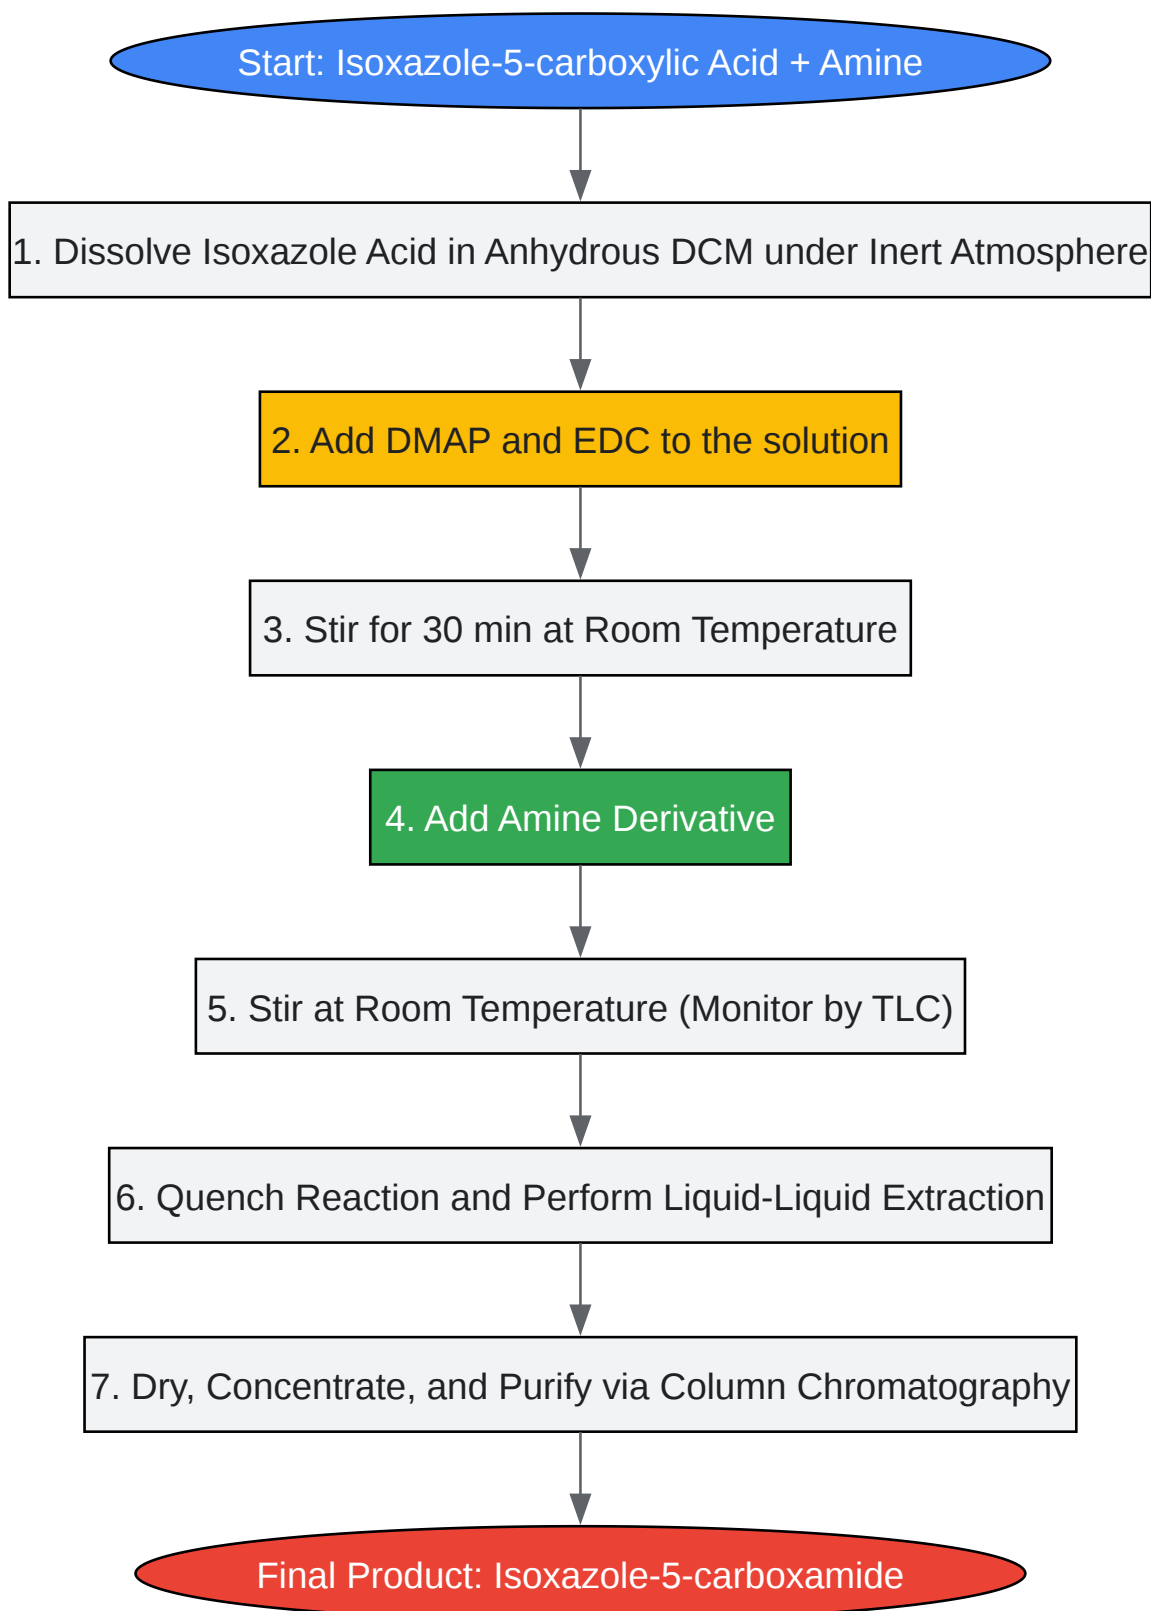 Start: Isoxazole-5-carboxylic Acid + Amine
1. Dissolve Isoxazole Acid in Anhydrous DCM under Inert Atmosphere
2. Add DMAP and EDC to the solution
3. Stir for 30 min at Room Temperature
4. Add Amine Derivative
5. Stir at Room Temperature (Monitor by TLC)
6. Quench Reaction and Perform Liquid-Liquid Extraction
7. Dry, Concentrate, and Purify via Column Chromatography
Final Product: Isoxazole-5-carboxamide